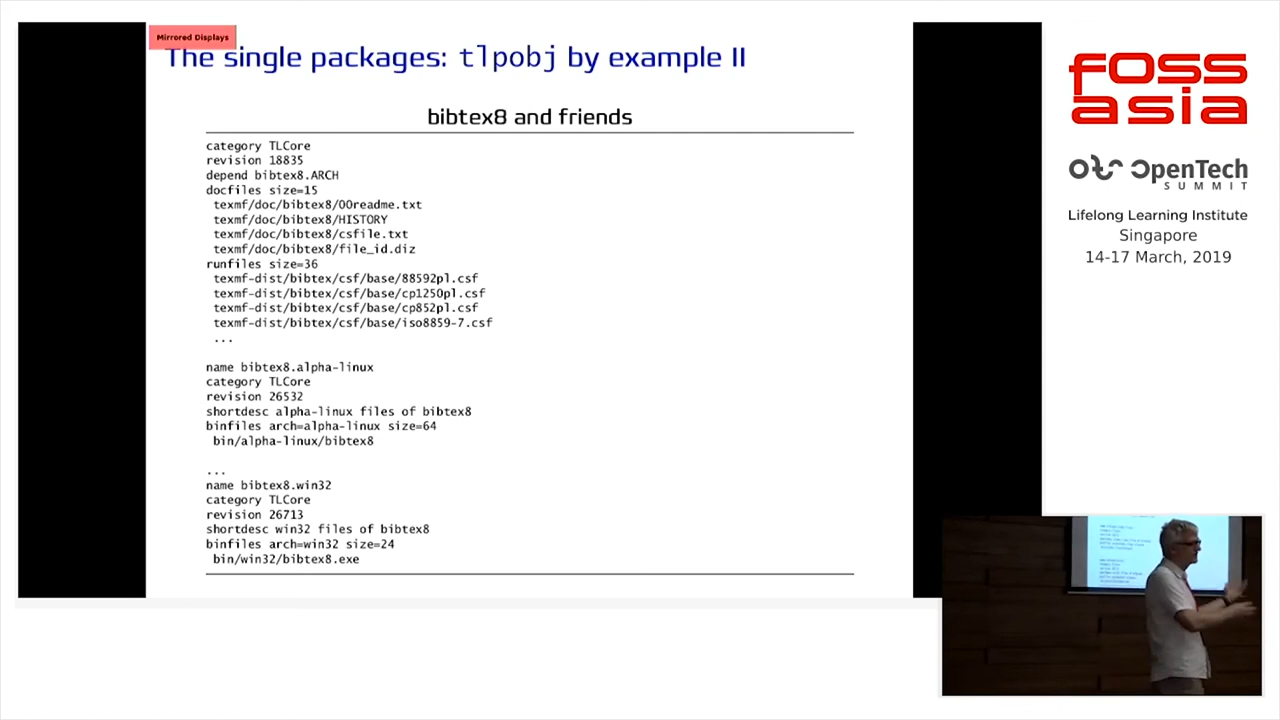 Mirrored Displays
The single packages: tlpobj by example II
bibtex8 and friends
category TLCore
revision 18835
depend bibtex8.ARCH
docfiles size=15
texmf/doc/bibtex8/00readme.txt
texmf/doc/bibtex8/HISTORY
texmf/doc/bibtex8/csfile.txt
texmf/doc/bibtex8/file_id.diz
runfiles size=36
texmf-dist/bibtex/csf/base/88592pl.csf
texmf-dist/bibtex/csf/base/cp1250pl.csf
texmf-dist/bibtex/csf/base/cp852pl.csf
texmf-dist/bibtex/csf/base/iso8859-7.csf
...
name bibtex8.alpha-linux
category TLCore
revision 26532
shortdesc alpha-linux files of bibtex8
binfiles arch=alpha-linux size=64
bin/alpha-linux/bibtex8
...
name bibtex8.win32
category TLCore
revision 26713
shortdesc win32 files of bibtex8
binfiles arch=win32 size=24
bin/win32/bibtex8.exe
fOSS
asia
OpenTech
SUMMIT
Lifelong Learning Institute
Singapore
14-17 March, 2019